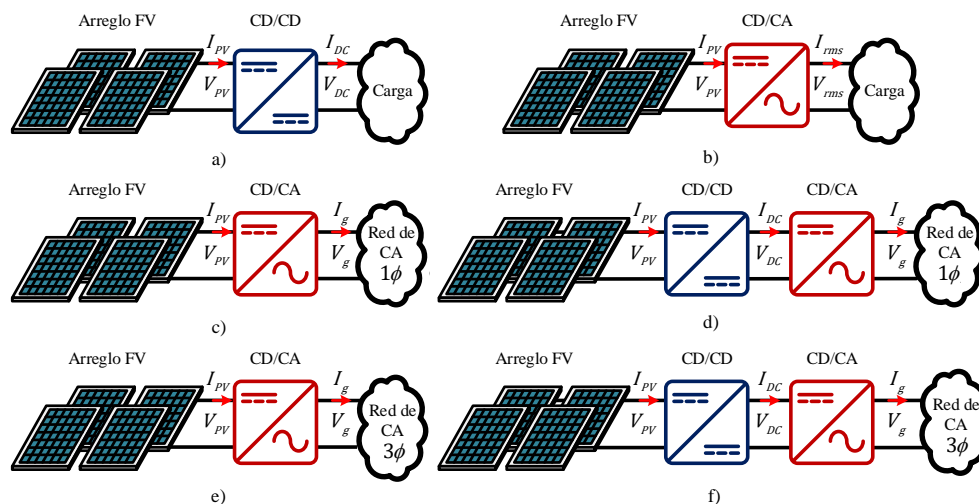 Arreglo FV
CD/CD
I_PV
I_DC
V_PV
V_DC
Carga
a)
Arreglo FV
CD/CA
I_PV
I_rms
V_PV
V_rms
Carga
b)
Arreglo FV
CD/CA
I_PV
I_g
V_PV
V_g
Red de
CA
1ϕ
c)
Arreglo FV
CD/CD
CD/CA
I_PV
I_DC
I_g
V_PV
V_DC
V_g
Red de
CA
1ϕ
d)
Arreglo FV
CD/CA
I_PV
I_g
V_PV
V_g
Red de
CA
3ϕ
e)
Arreglo FV
CD/CD
CD/CA
I_PV
I_DC
I_g
V_PV
V_DC
V_g
Red de
CA
3ϕ
f)